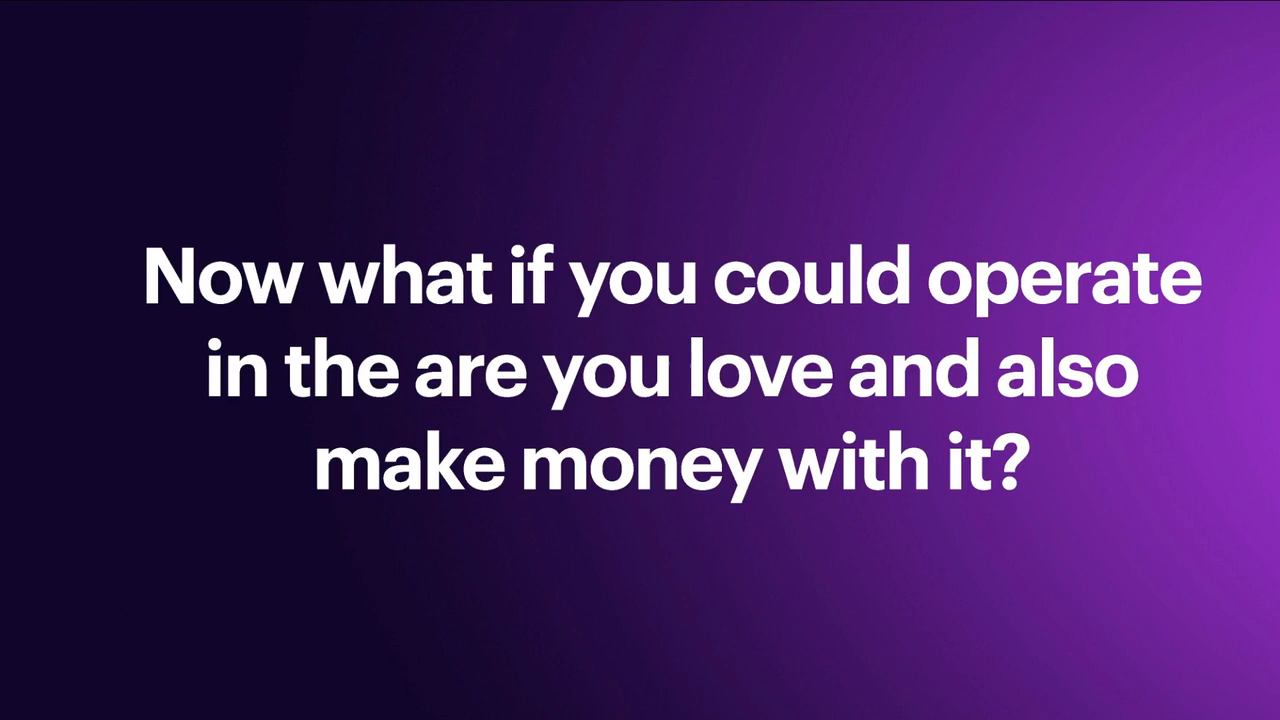 Now what if you could operate
in the are you love and also
make money with it?